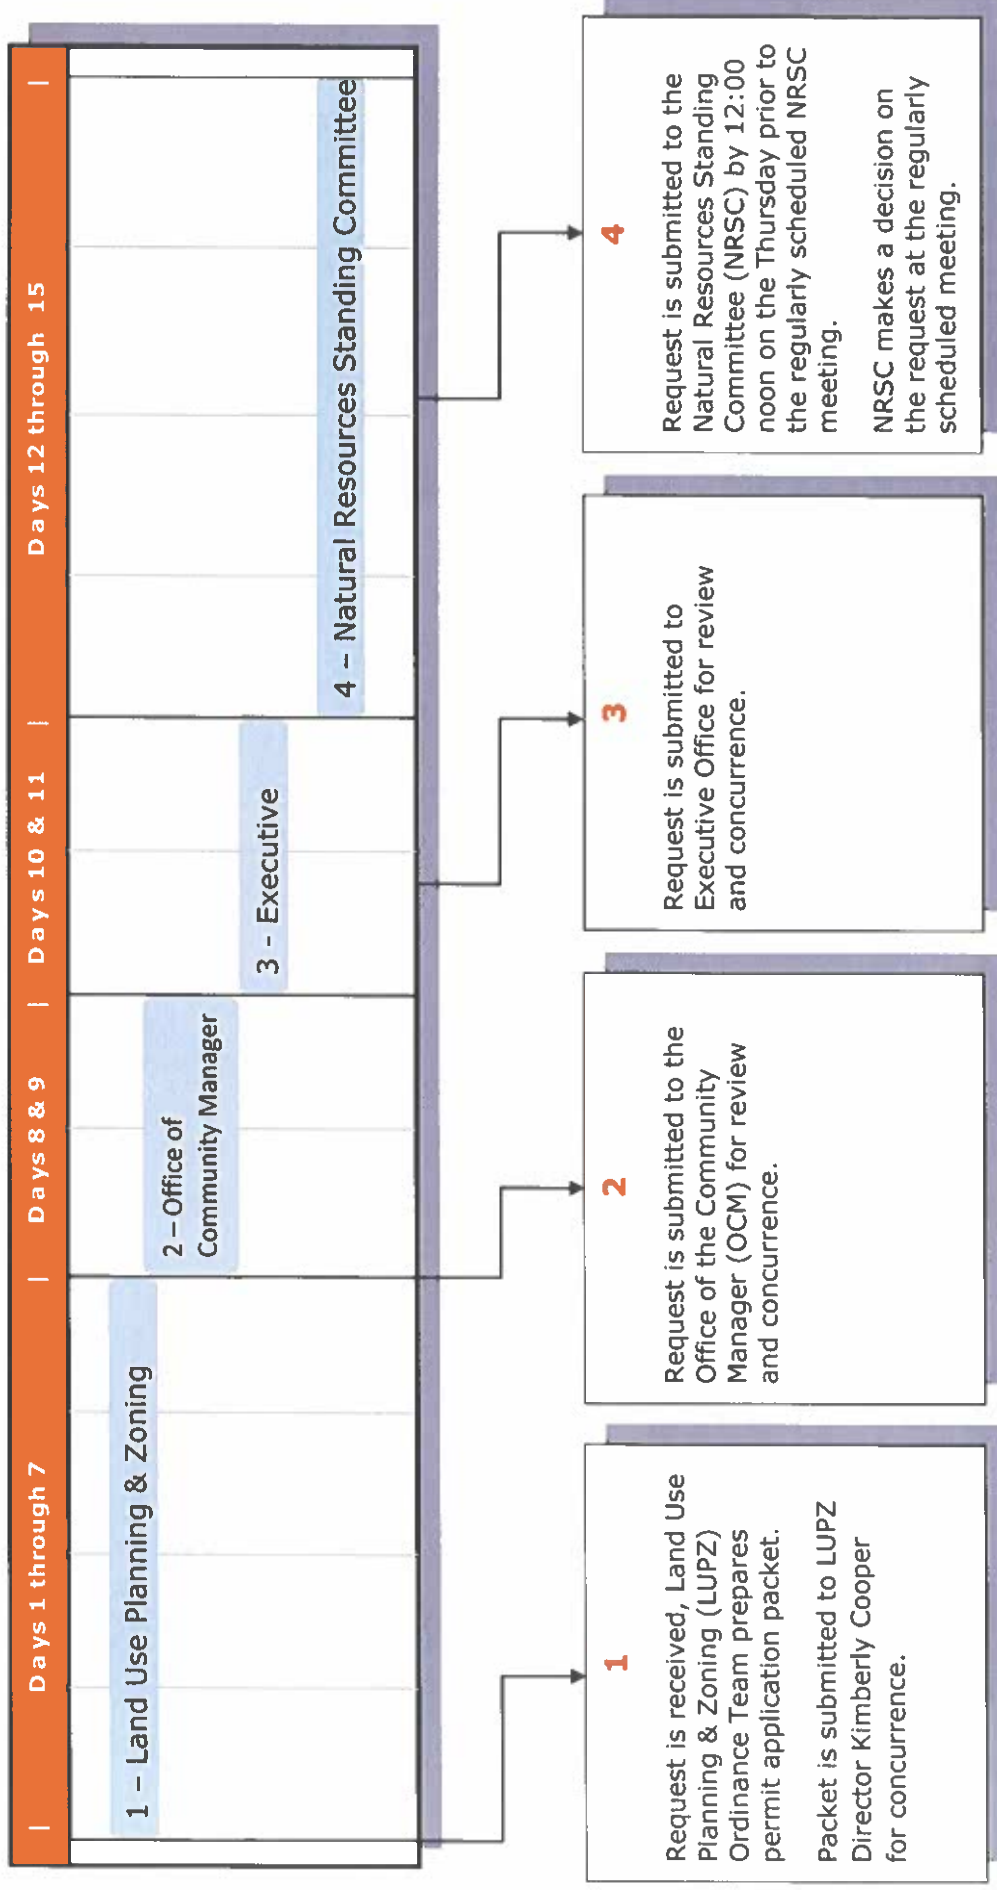 | Days 1 through 7 | Days 8 & 9 | Days 10 & 11 | Days 12 through 15 |
1 – Land Use Planning & Zoning
2 – Office of
Community Manager
3 - Executive
4 – Natural Resources Standing Committee
1
Request is received, Land Use
Planning & Zoning (LUPZ)
Ordinance Team prepares
permit application packet.
Packet is submitted to LUPZ
Director Kimberly Cooper
for concurrence.
2
Request is submitted to the
Office of the Community
Manager (OCM) for review
and concurrence.
3
Request is submitted to
Executive Office for review
and concurrence.
4
Request is submitted to the
Natural Resources Standing
Committee (NRSC) by 12:00
noon on the Thursday prior to
the regularly scheduled NRSC
meeting.
NRSC makes a decision on
the request at the regularly
scheduled meeting.